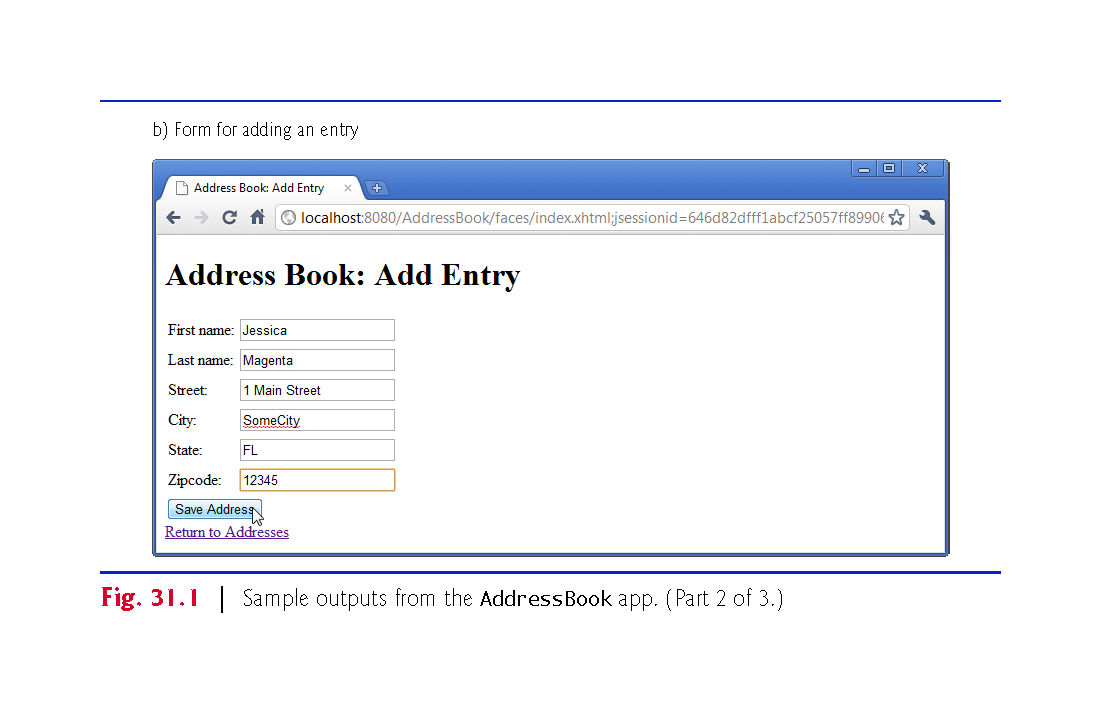 b) Form for adding an entry
Address Book: Add Entry
localhost:8080/AddressBook/faces/index.xhtml;jsessionid=646d82dfff1abcf25057ff89906
Address Book: Add Entry
First name: Jessica
Last name: Magenta
Street: 1 Main Street
City: SomeCity
State: FL
Zipcode: 12345
Save Address
Return to Addresses
Fig. 31.1 | Sample outputs from the AddressBook app. (Part 2 of 3.)